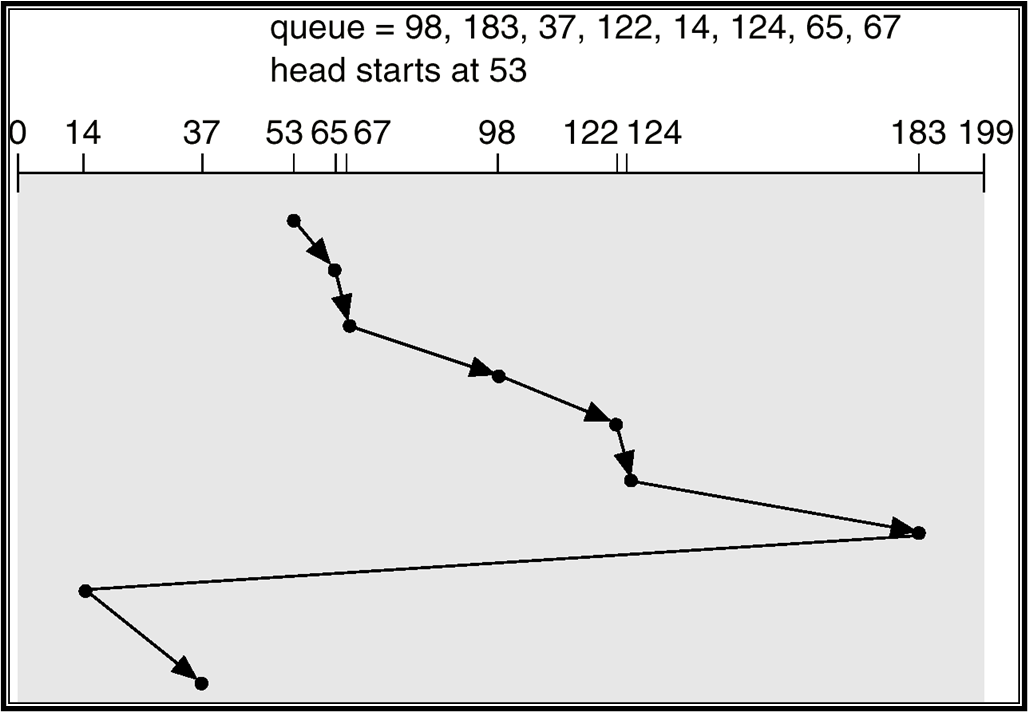 queue = 98, 183, 37, 122, 14, 124, 65, 67
head starts at 53
0 14 37 53 65 67 98 122 124 183 199